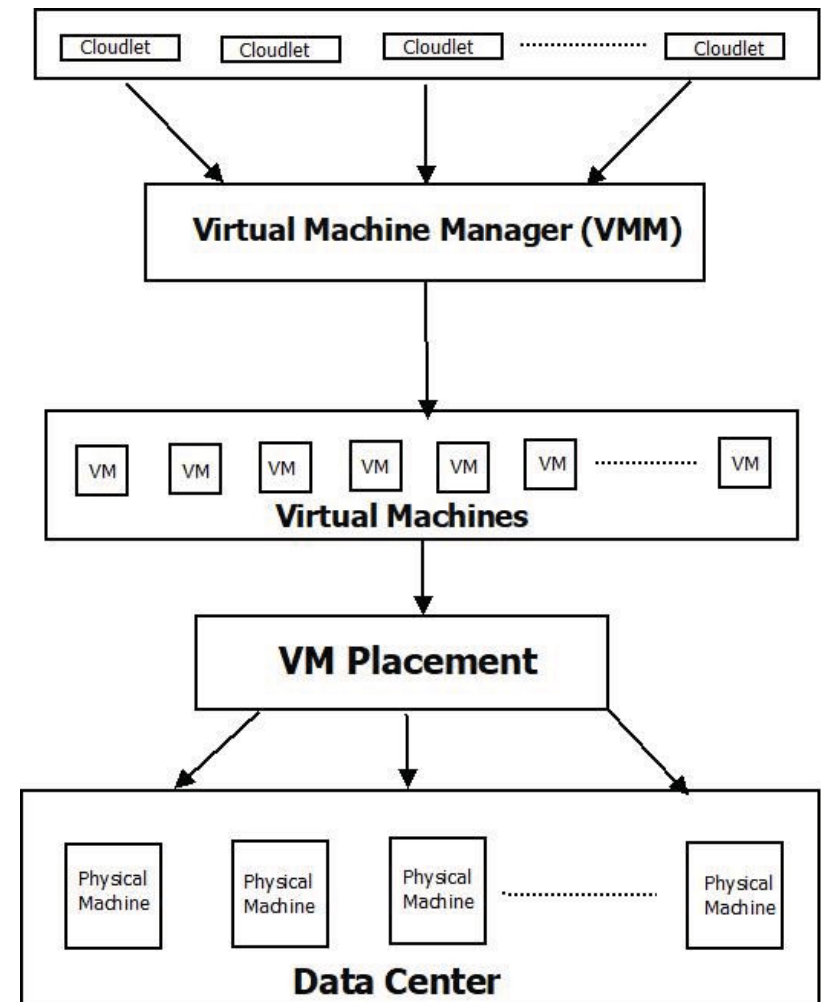 Cloudlet Cloudlet Cloudlet Cloudlet
Virtual Machine Manager (VMM)
VM VM VM VM VM VM VM
Virtual Machines
VM Placement
Physical Physical Physical Physical
Machine Machine Machine Machine
Data Center